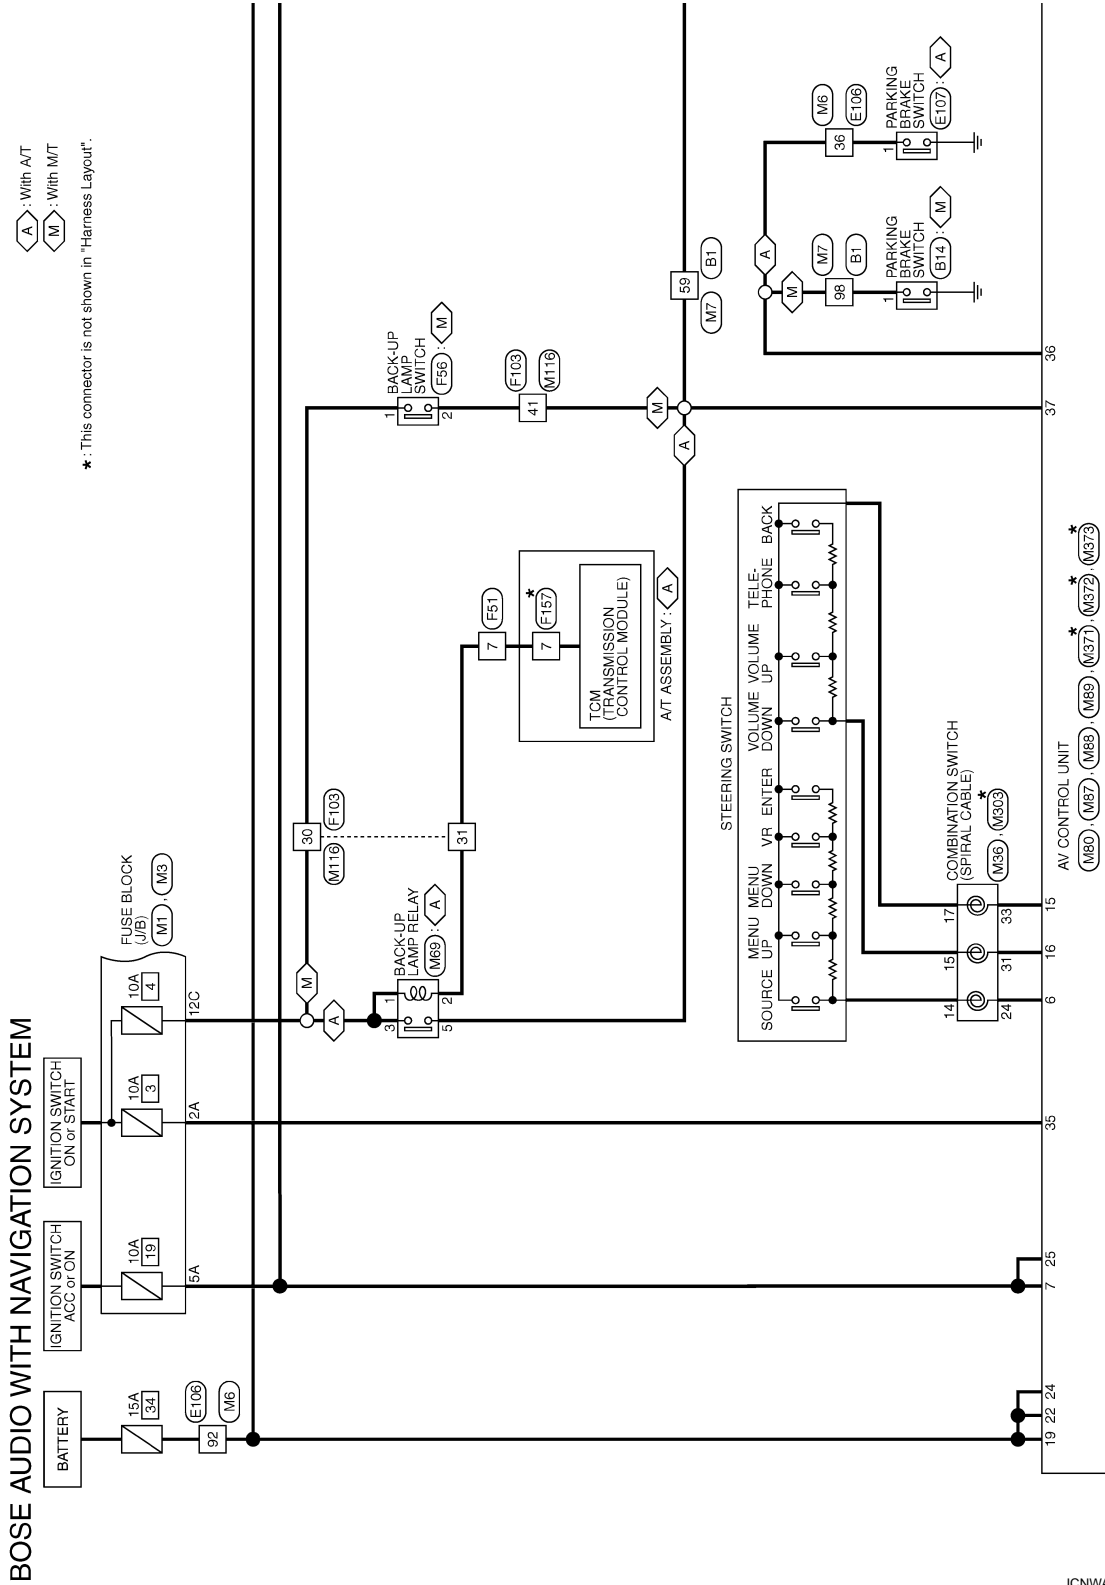 BOSE AUDIO WITH NAVIGATION SYSTEM
A : With A/T
M : With M/T
* : This connector is not shown in "Harness Layout".
BATTERY
15A
34
E106
92
M6
IGNITION SWITCH
ACC or ON
10A
19
5A
IGNITION SWITCH
ON or START
10A
3
2A
10A
4
12C
FUSE BLOCK
(J/B)
M1 , M3
M
A
30
M116
F103
31
BACK-UP
LAMP RELAY
M69 : A
1
2
3
5
F51
7
*
F157
7
TCM
(TRANSMISSION
CONTROL MODULE)
A/T ASSEMBLY : A
BACK-UP
LAMP
SWITCH
F56 : M
1
2
41
F103
M116
M
A
59
M7
B1
A
M
98
M7
B1
PARKING
BRAKE
SWITCH
B14 : M
1
36
M6
E106
PARKING
BRAKE
SWITCH
E107 : A
1
STEERING SWITCH
SOURCE
MENU
UP
MENU
DOWN
VR
ENTER
VOLUME
DOWN
VOLUME
UP
TELE-
PHONE
BACK
COMBINATION SWITCH
(SPIRAL CABLE)
*
M36 , M303
14
15
17
24
31
33
19
22
24
7
25
35
6
16
15
37
36
AV CONTROL UNIT
* * *
M80 , M87 , M88 , M89 , M371 , M372 , M373